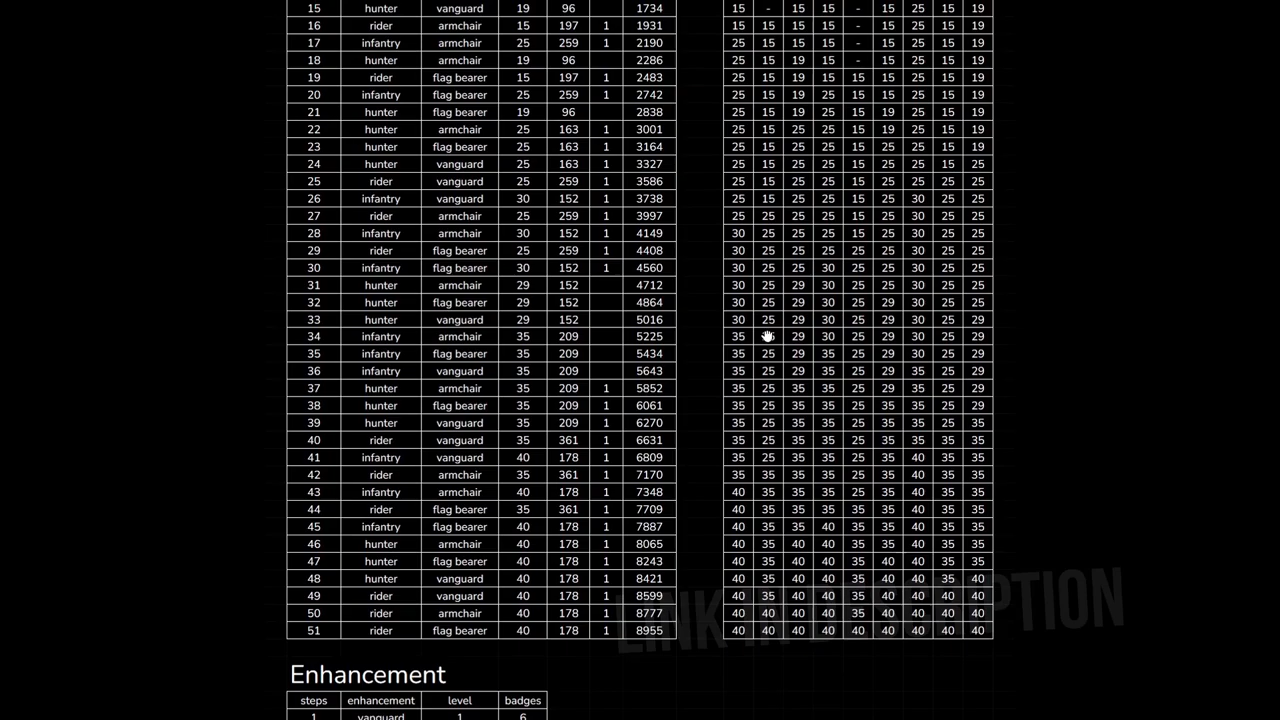 15 hunter vanguard 19 96 1734 15 - 15 15 - 15 25 15 19
16 rider armchair 15 197 1 1931 15 15 15 15 - 15 25 15 19
17 infantry armchair 25 259 1 2190 25 15 15 15 - 15 25 15 19
18 hunter armchair 19 96 2286 25 15 19 15 - 15 25 15 19
19 rider flag bearer 15 197 1 2483 25 15 19 15 15 15 25 15 19
20 infantry flag bearer 25 259 1 2742 25 15 19 25 15 15 25 15 19
21 hunter flag bearer 19 96 2838 25 15 19 25 15 19 25 15 19
22 hunter armchair 25 163 1 3001 25 15 25 25 15 19 25 15 19
23 hunter flag bearer 25 163 1 3164 25 15 25 25 15 25 25 15 19
24 hunter vanguard 25 163 1 3327 25 15 25 25 15 25 25 15 25
25 rider vanguard 25 259 1 3586 25 15 25 25 15 25 25 25 25
26 infantry vanguard 30 152 1 3738 25 15 25 25 15 25 30 25 25
27 rider armchair 25 259 1 3997 25 25 25 25 15 25 30 25 25
28 infantry armchair 30 152 1 4149 30 25 25 25 15 25 30 25 25
29 rider flag bearer 25 259 1 4408 30 25 25 25 25 25 30 25 25
30 infantry flag bearer 30 152 1 4560 30 25 25 30 25 25 30 25 25
31 hunter armchair 29 152 4712 30 25 29 30 25 25 30 25 25
32 hunter flag bearer 29 152 4864 30 25 29 30 25 29 30 25 25
33 hunter vanguard 29 152 5016 30 25 29 30 25 29 30 25 29
34 infantry armchair 35 209 5225 35 29 30 25 29 30 25 29
35 infantry flag bearer 35 209 5434 35 25 29 35 25 29 30 25 29
36 infantry vanguard 35 209 5643 35 25 29 35 25 29 35 25 29
37 hunter armchair 35 209 1 5852 35 25 35 35 25 29 35 25 29
38 hunter flag bearer 35 209 1 6061 35 25 35 35 25 35 35 25 29
39 hunter vanguard 35 209 1 6270 35 25 35 35 25 35 35 25 35
40 rider vanguard 35 361 1 6631 35 25 35 35 25 35 35 35 35
41 infantry vanguard 40 178 1 6809 35 25 35 35 25 35 40 35 35
42 rider armchair 35 361 1 7170 35 35 35 35 25 35 40 35 35
43 infantry armchair 40 178 1 7348 40 35 35 35 25 35 40 35 35
44 rider flag bearer 35 361 1 7709 40 35 35 35 35 35 40 35 35
45 infantry flag bearer 40 178 1 7887 40 35 35 40 35 35 40 35 35
46 hunter armchair 40 178 1 8065 40 35 40 40 35 35 40 35 35
47 hunter flag bearer 40 178 1 8243 40 35 40 40 35 40 40 35 35
48 hunter vanguard 40 178 1 8421 40 35 40 40 35 40 40 35 40
49 rider vanguard 40 178 1 8599 40 35 40 40 35 40 40 40 40
50 rider armchair 40 178 1 8777 40 40 40 40 35 40 40 40 40
51 rider flag bearer 40 178 1 8955 40 40 40 40 40 40 40 40 40
LINK IN DESCRIPTION
Enhancement
steps enhancement level badges
1 vanguard 1 6